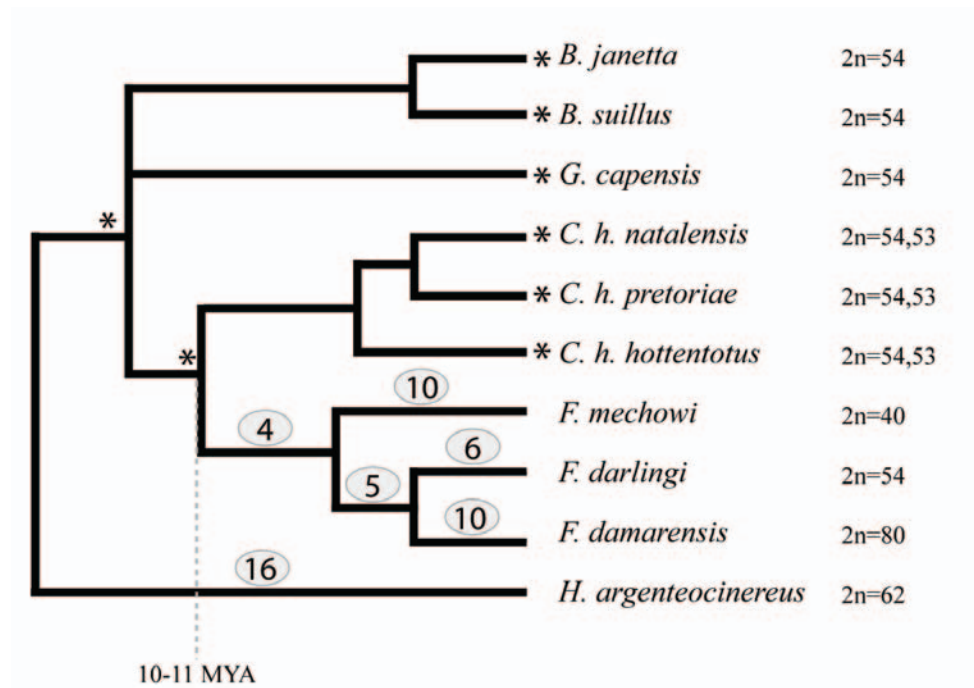 * B. janetta 2n=54
* B. suillus 2n=54
* G. capensis 2n=54
*
* C. h. natalensis 2n=54,53
* C. h. pretoriae 2n=54,53
*
* C. h. hottentotus 2n=54,53
10
F. mechowi 2n=40
4
6
F. darlingi 2n=54
5
10
F. damarensis 2n=80
16
H. argenteocinereus 2n=62
10-11 MYA